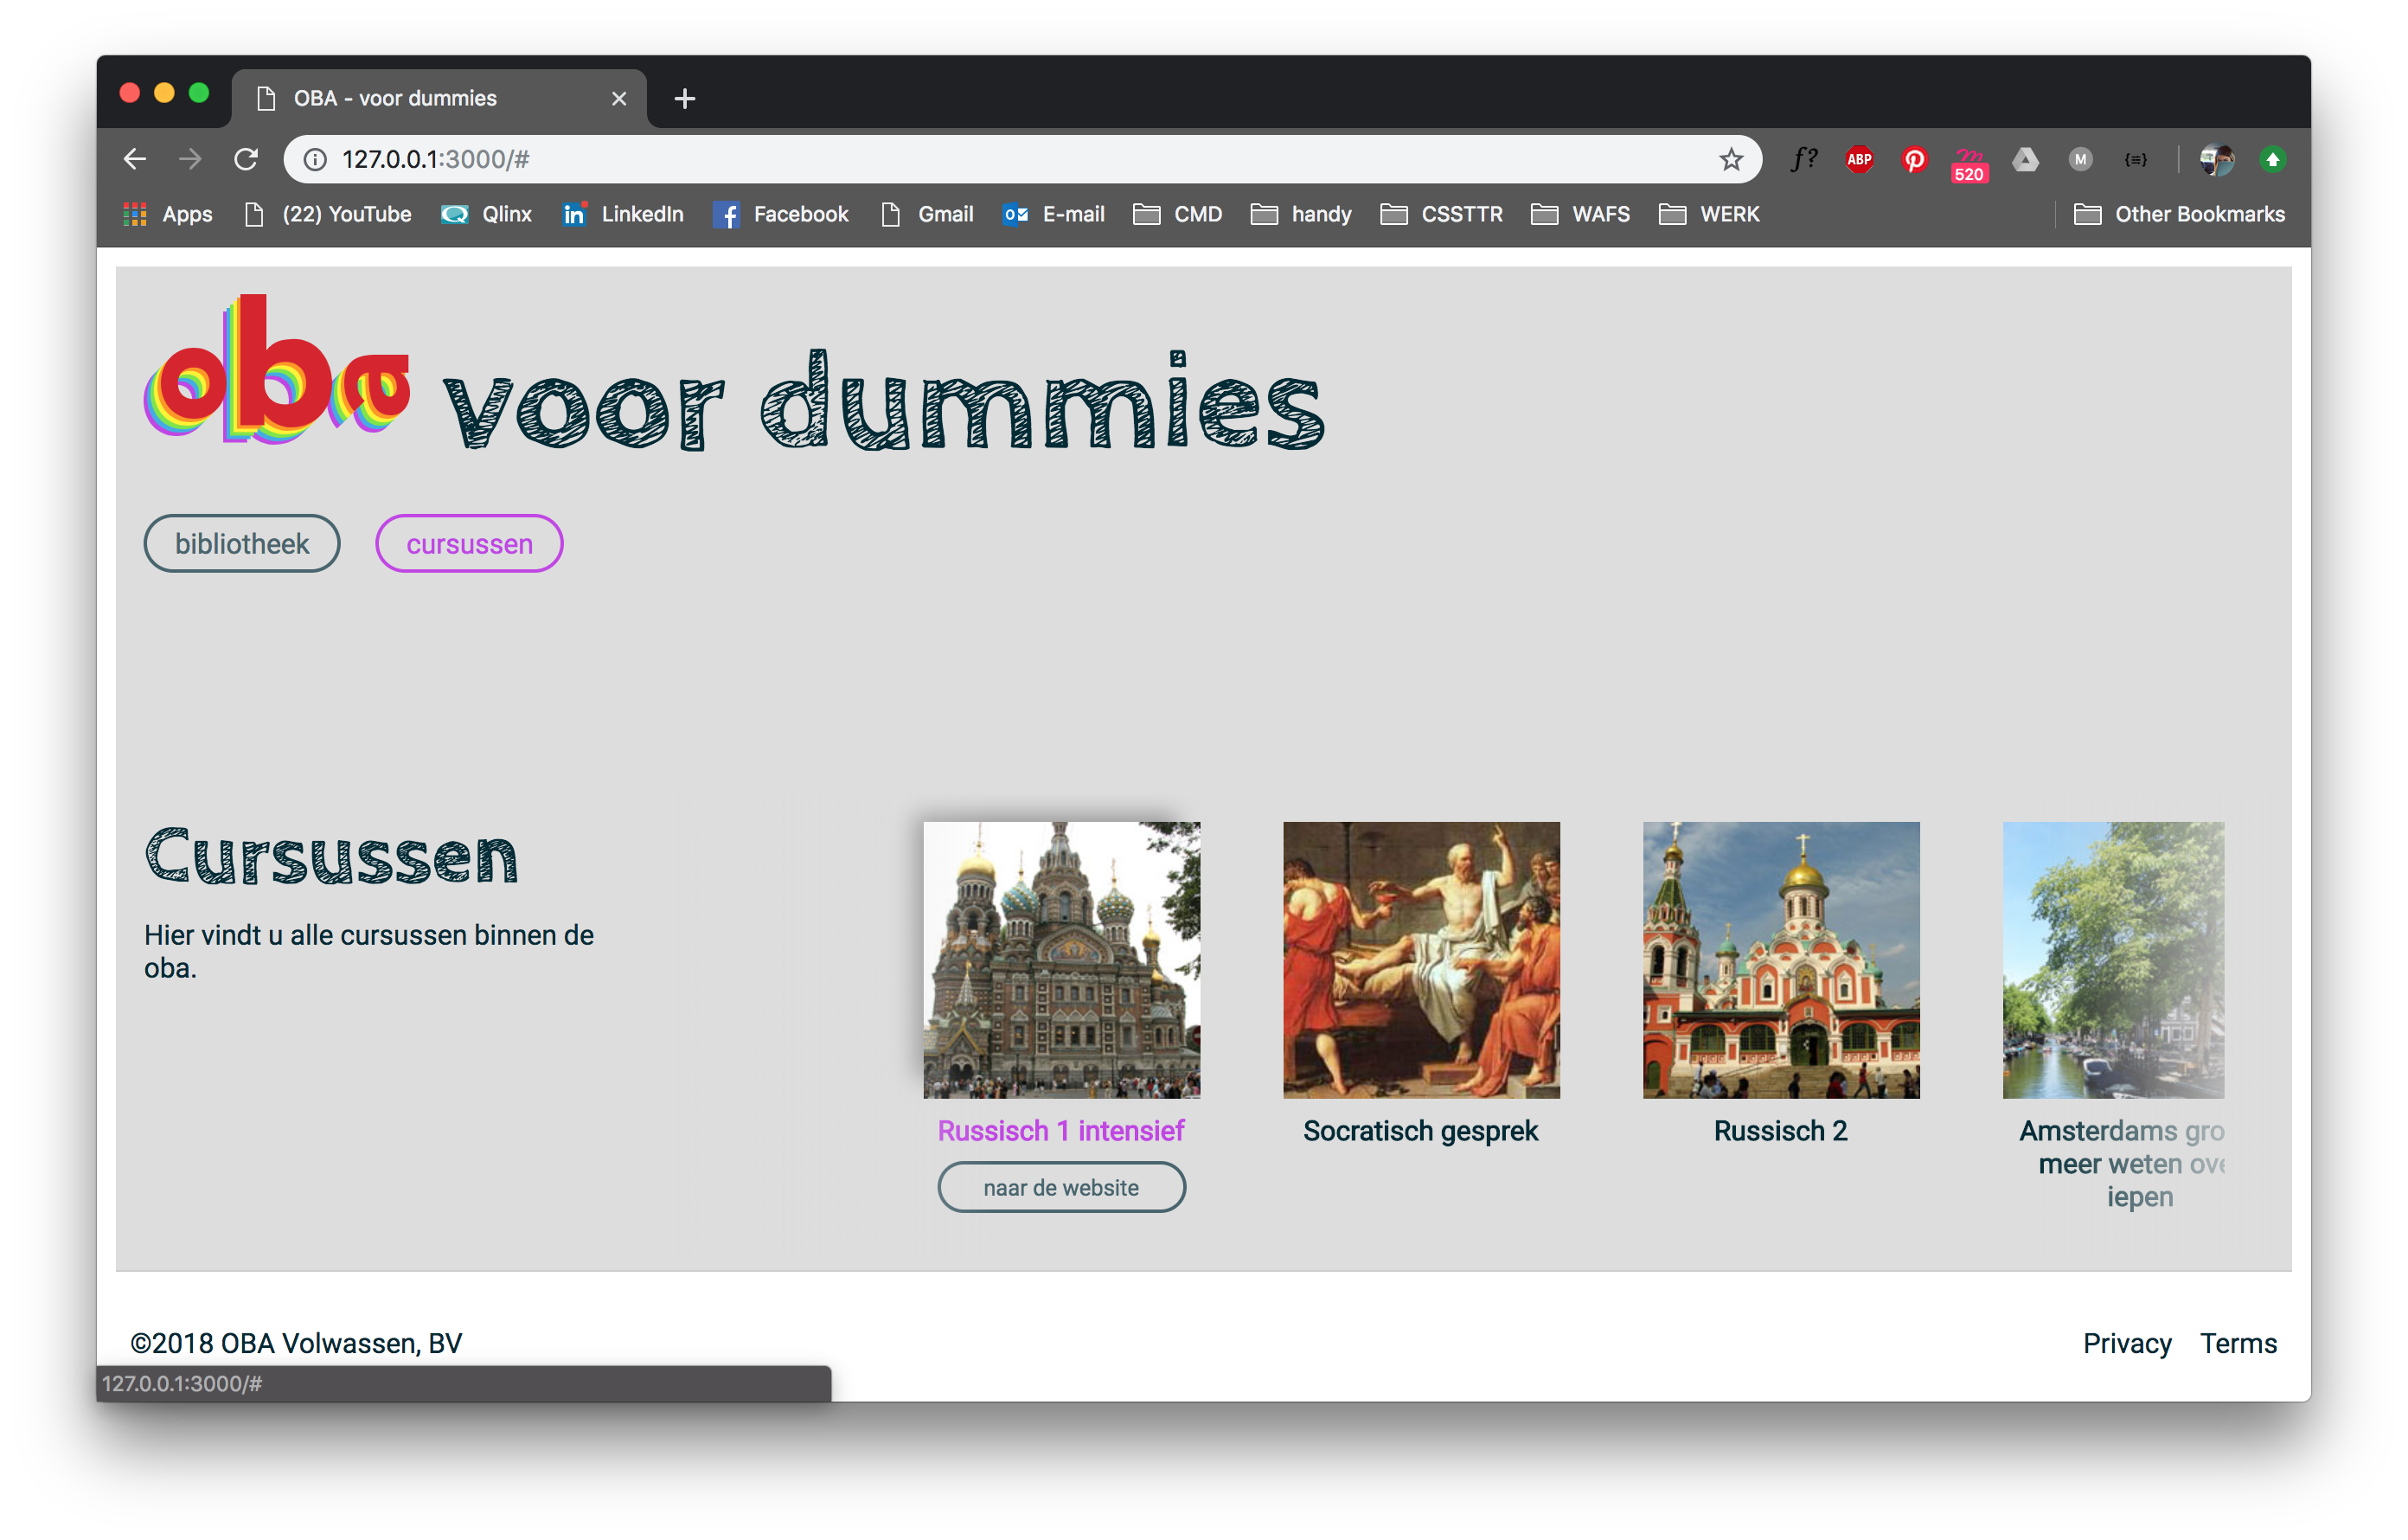 OBA - voor dummies
127.0.0.1:3000/#
f?
ABP
520
M
{≡}
Apps
(22) YouTube
Qlinx
LinkedIn
Facebook
Gmail
E-mail
CMD
handy
CSSTTR
WAFS
WERK
Other Bookmarks
oba voor dummies
bibliotheek
cursussen
Cursussen
Hier vindt u alle cursussen binnen de
oba.
Russisch 1 intensief
naar de website
Socratisch gesprek
Russisch 2
Amsterdams gro
meer weten ove
iepen
©2018 OBA Volwassen, BV
Privacy
Terms
127.0.0.1:3000/#